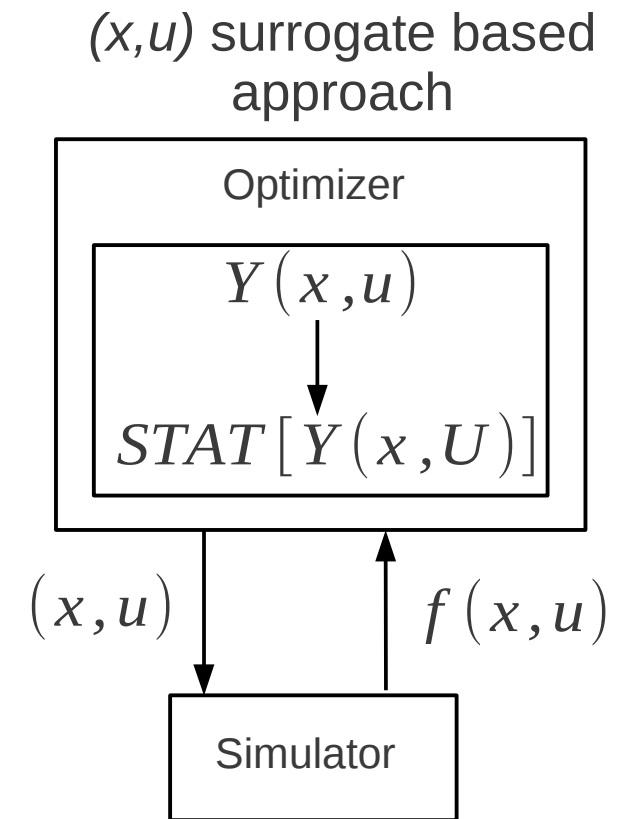 (x,u) surrogate based
approach
Optimizer
Y(x,u)
STAT[Y(x,U)]
(x,u)
f(x,u)
Simulator